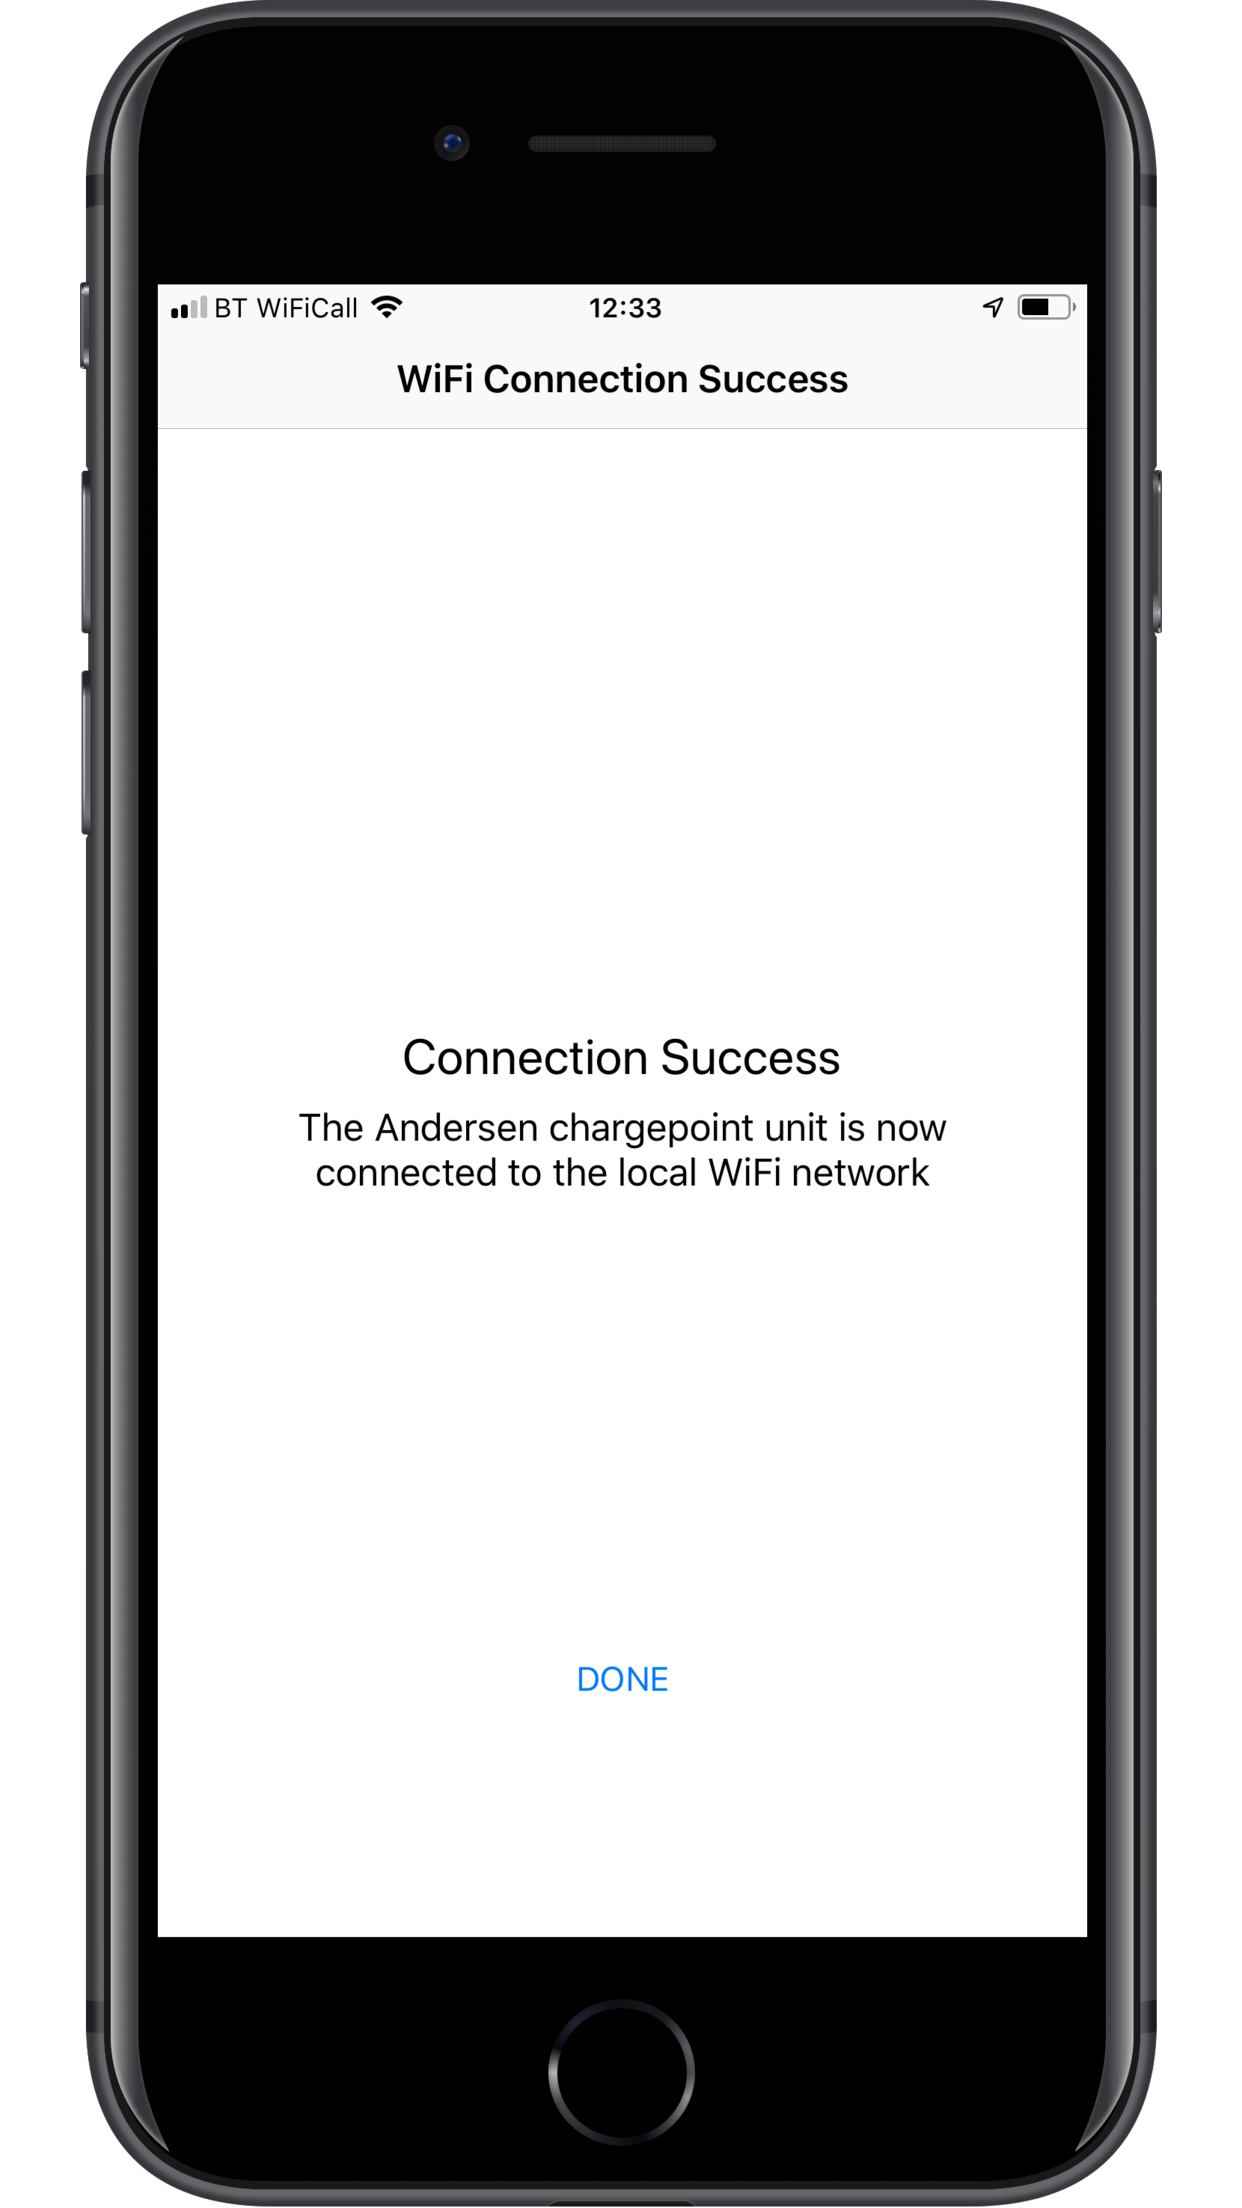 BT WiFiCall 12:33
WiFi Connection Success
Connection Success
The Andersen chargepoint unit is now
connected to the local WiFi network
DONE